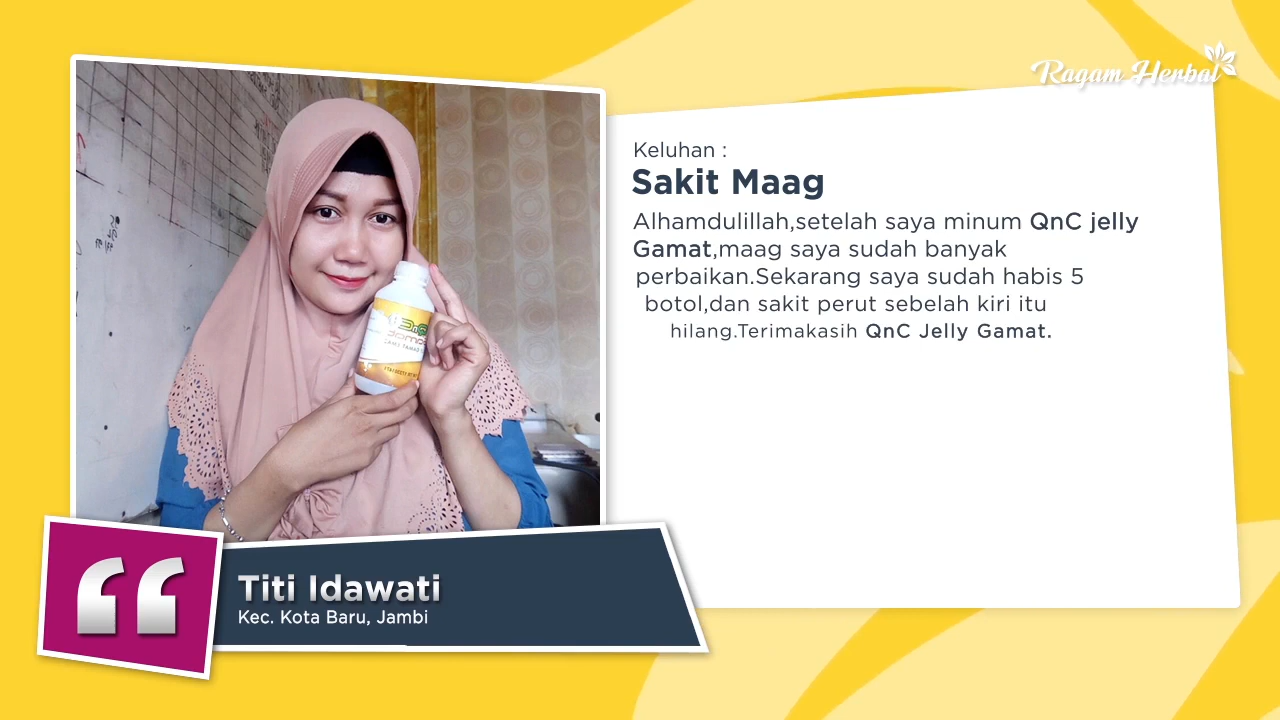 Ragam Herbal
Keluhan :
Sakit Maag
Alhamdulillah,setelah saya minum QnC jelly
Gamat,maag saya sudah banyak
perbaikan.Sekarang saya sudah habis 5
botol,dan sakit perut sebelah kiri itu
hilang.Terimakasih QnC Jelly Gamat.
Titi Idawati
Kec. Kota Baru, Jambi